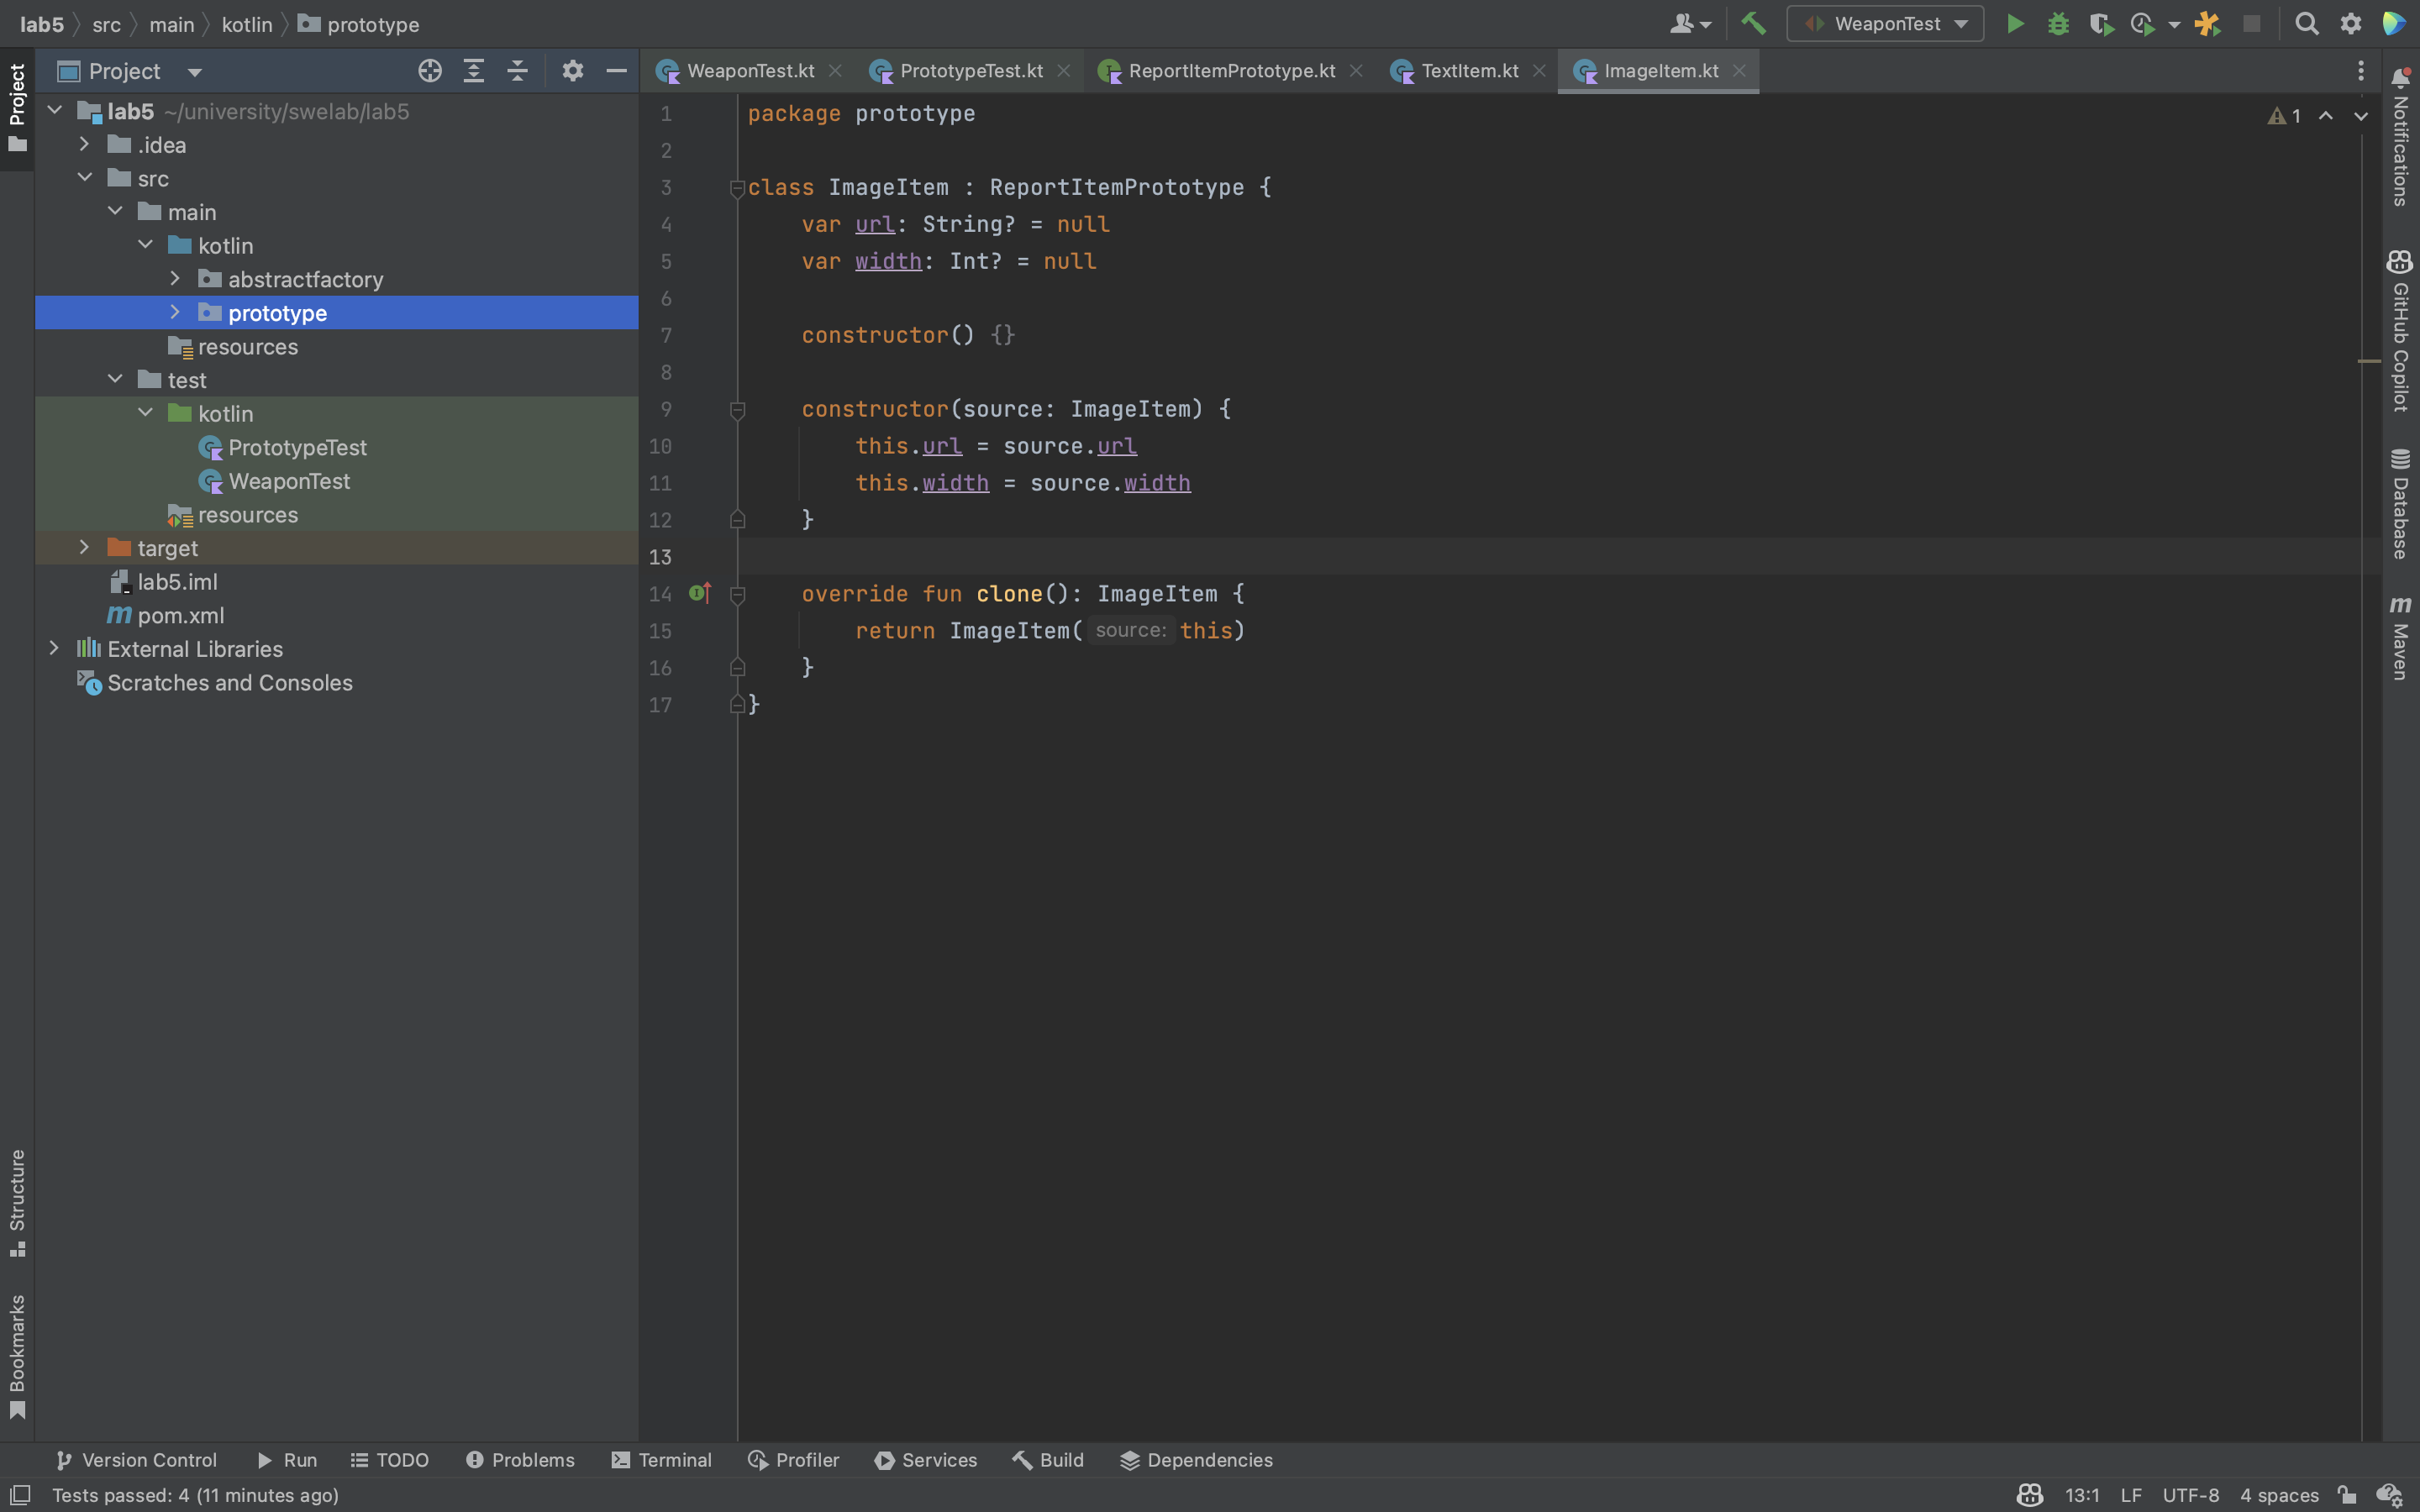 lab5 src main kotlin prototype
WeaponTest
Project
WeaponTest.kt
PrototypeTest.kt
ReportItemPrototype.kt
TextItem.kt
ImageItem.kt
Project
Structure
Bookmarks
lab5 ~/university/swelab/lab5
.idea
src
main
kotlin
abstractfactory
prototype
resources
test
kotlin
PrototypeTest
WeaponTest
resources
target
lab5.iml
m pom.xml
External Libraries
Scratches and Consoles
1 package prototype
2
3 class ImageItem : ReportItemPrototype {
4 var url: String? = null
5 var width: Int? = null
6
7 constructor() {}
8
9 constructor(source: ImageItem) {
10 this.url = source.url
11 this.width = source.width
12 }
13
14 override fun clone(): ImageItem {
15 return ImageItem( source: this)
16 }
17 }
1
Notifications
GitHub Copilot
Database
m Maven
Version Control Run TODO Problems Terminal Profiler Services Build Dependencies
Tests passed: 4 (11 minutes ago) 13:1 LF UTF-8 4 spaces